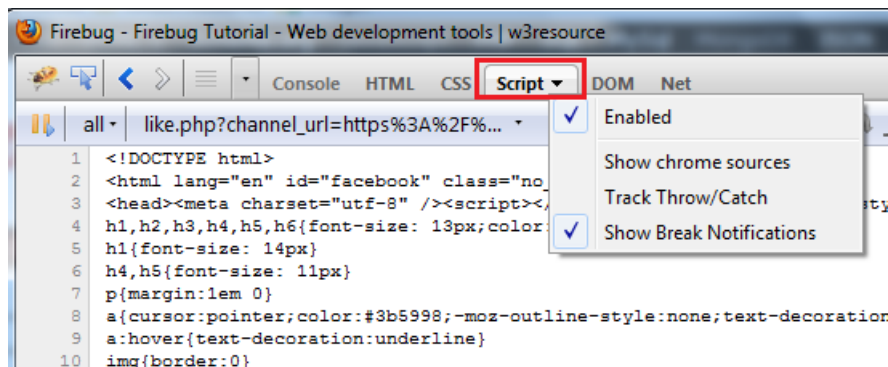 Firebug - Firebug Tutorial - Web development tools | w3resource
Console HTML CSS Script DOM Net
all like.php?channel_url=https%3A%2F%...
Enabled
Show chrome sources
Track Throw/Catch
Show Break Notifications
1 <!DOCTYPE html>
2 <html lang="en" id="facebook" class="no_
3 <head><meta charset="utf-8" /><script></ sty
4 h1,h2,h3,h4,h5,h6{font-size: 13px;color:
5 h1{font-size: 14px}
6 h4,h5{font-size: 11px}
7 p{margin:1em 0}
8 a{cursor:pointer;color:#3b5998;-moz-outline-style:none;text-decoration
9 a:hover{text-decoration:underline}
10 img{border:0}